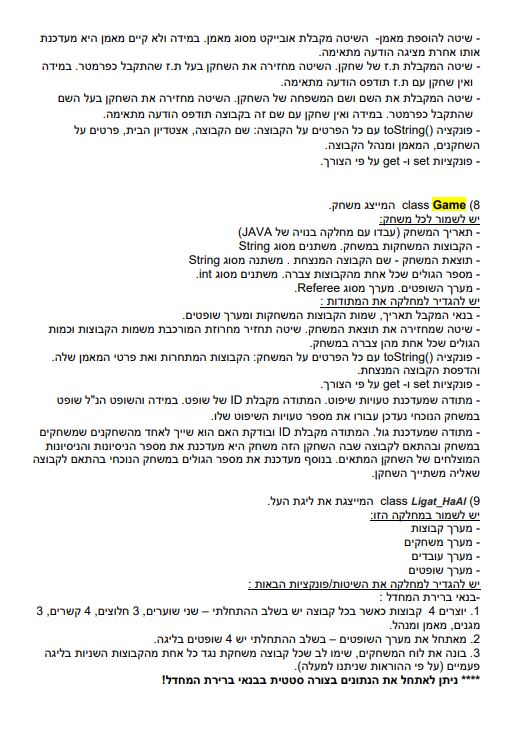 - שיטה להוספת מאמן- השיטה מקבלת אובייקט מסוג מאמן. במידה ולא קיים מאמן היא מעדכנת
אותו אחרת מציגה הודעה מתאימה.
- שיטה המקבלת ת.ז של שחקן. השיטה מחזירה את השחקן בעל ת.ז שהתקבל כפרמטר. במידה
ואין שחקן עם ת.ז תודפס הודעה מתאימה.
- שיטה המקבלת את השם ושם המשפחה של השחקן. השיטה מחזירה את השחקן בעל השם
שהתקבל כפרמטר. במידה ואין שחקן עם שם זה בקבוצה תודפס הודעה מתאימה.
- פונקציה toString() עם כל הפרטים על הקבוצה: שם הקבוצה, אצטדיון הבית, פרטים על
השחקנים, המאמן ומנהל הקבוצה.
- פונקציות set ו- get על פי הצורך.
8) class Game המייצג משחק.
יש לשמור לכל משחק:
- תאריך המשחק (עבדו עם מחלקה בנויה של JAVA)
- הקבוצות המשחקות במשחק. משתנים מסוג String
- תוצאת המשחק - שם הקבוצה המנצחת . משתנה מסוג String
- מספר הגולים שכל אחת מהקבוצות צברה. משתנים מסוג int.
- מערך השופטים. מערך מסוג Referee.
יש להגדיר למחלקה את המתודות :
- בנאי המקבל תאריך, שמות הקבוצות המשחקות ומערך שופטים.
- שיטה שמחזירה את תוצאת המשחק. שיטה תחזיר מחרוזת המורכבת משמות הקבוצות וכמות
הגולים שכל אחת מהן צברה במשחק.
- פונקציה toString() עם כל הפרטים על המשחק: הקבוצות המתחרות ואת פרטי המאמן שלה.
והדפסת הקבוצה המנצחת.
- פונקציות set ו- get על פי הצורך.
- מתודה שמעדכנת טעויות שיפוט. המתודה מקבלת ID של שופט. במידה והשופט הנ"ל שופט
במשחק הנוכחי נעדכן עבורו את מספר טעויות השיפוט שלו.
- מתודה שמעדכנת גול. המתודה מקבלת ID ובודקת האם הוא שייך לאחד מהשחקנים שמשחקים
במשחק ובהתאם לקבוצה שבה השחקן הזה משחק היא מעדכנת את מספר הניסיונות והניסיונות
המוצלחים של השחקן המתאים. בנוסף מעדכנת את מספר הגולים במשחק הנוכחי בהתאם לקבוצה
שאליה משתייך השחקן.
9) class Ligat_HaAl המייצגת את ליגת העל.
יש לשמור במחלקה הזו:
- מערך קבוצות
- מערך משחקים
- מערך עובדים
- מערך שופטים
יש להגדיר למחלקה את השיטות/פונקציות הבאות :
-בנאי ברירת המחדל :
1. יוצרים 4 קבוצות כאשר בכל קבוצה יש בשלב ההתחלתי – שני שוערים, 3 חלוצים, 4 קשרים, 3
מגנים, מאמן ומנהל.
2. מאתחל את מערך השופטים – בשלב ההתחלתי יש 4 שופטים בליגה.
3. בונה את לוח המשחקים, שימו לב שכל קבוצה משחקת נגד כל אחת מהקבוצות השניות בליגה
פעמיים (על פי ההוראות שניתנו למעלה).
**** ניתן לאתחל את הנתונים בצורה סטטית בבנאי ברירת המחדל!